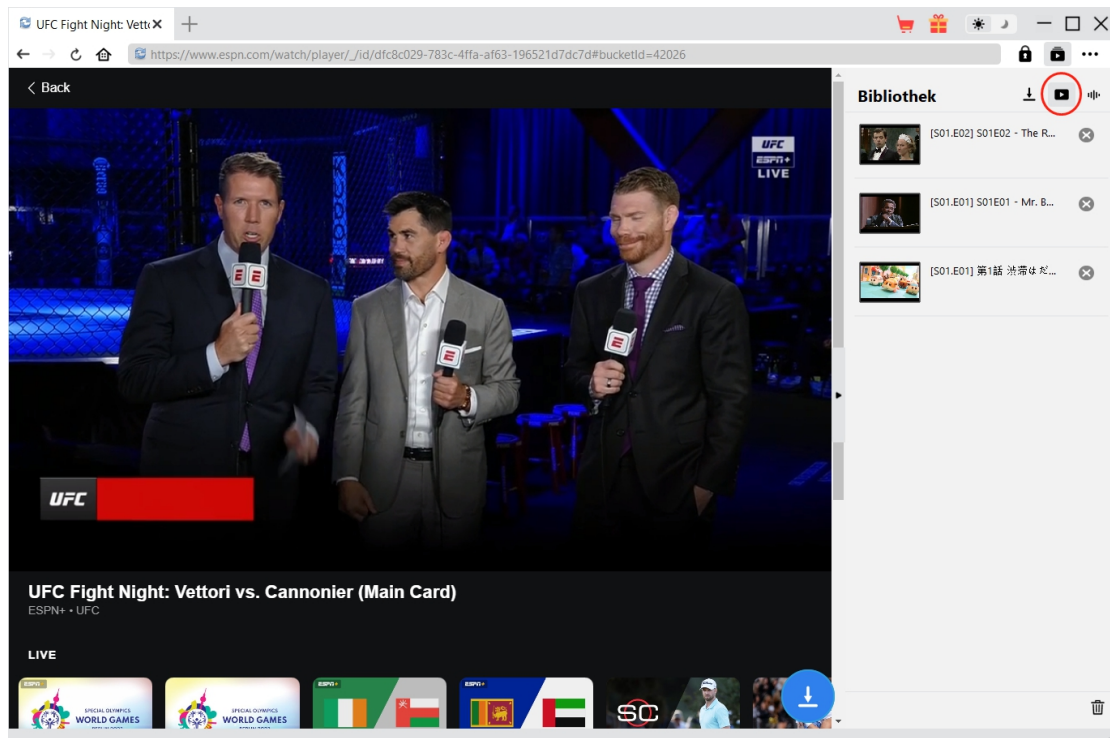 UFC Fight Night: Vetto
https://www.espn.com/watch/player/_/id/dfc8c029-783c-4ffa-af63-196521d7dc7d#bucketId=42026
Back
UFC
ESPN+
LIVE
UFC
UFC Fight Night: Vettori vs. Cannonier (Main Card)
ESPN+ • UFC
LIVE
ESPN
SPECIAL OLYMPICS
WORLD GAMES
SPECIAL OLYMPICS
WORLD GAMES
ESPN+
ESPN+
SC
Bibliothek
[S01.E02] S01E02 - The R...
[S01.E01] S01E01 - Mr. B...
[S01.E01] 第1話 渋滞はだ...